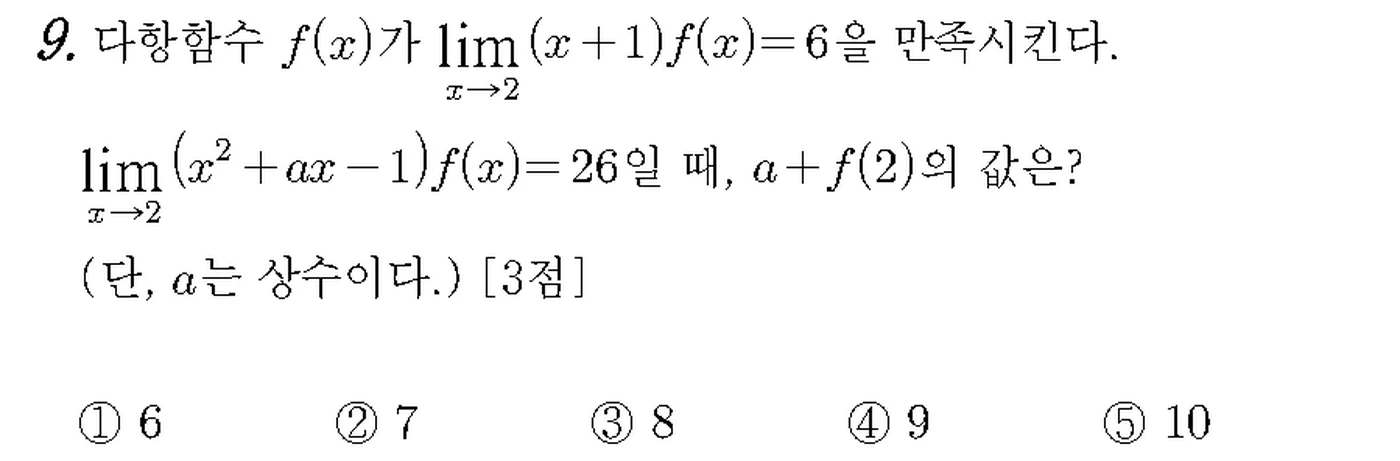 9. 다항함수 f(x)가 lim_{x→2} (x+1)f(x)=6을 만족시킨다.
lim_{x→2} (x²+ax−1)f(x)=26일 때, a+f(2)의 값은?
(단, a는 상수이다.) [3점]
① 6 ② 7 ③ 8 ④ 9 ⑤ 10